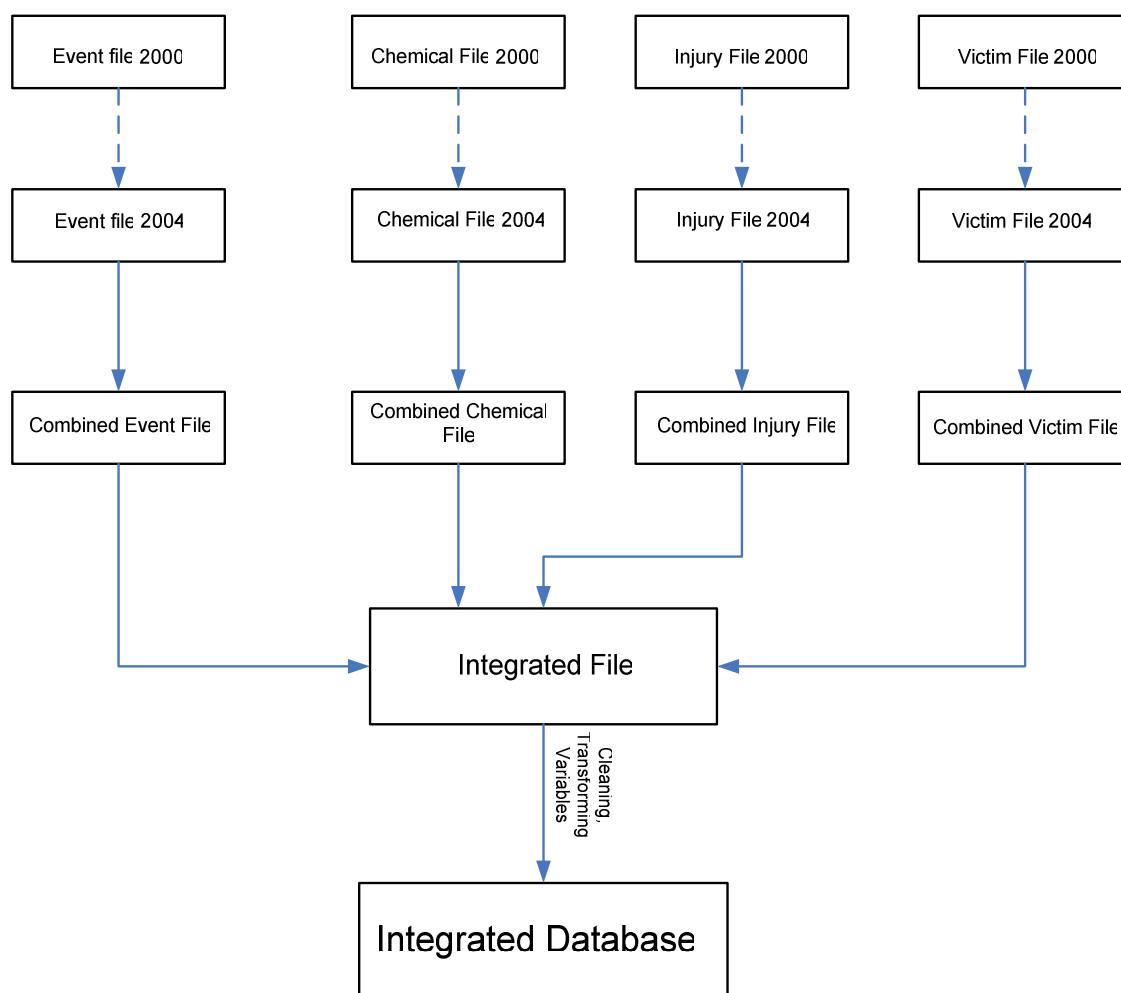 Event file 2000
Chemical File 2000
Injury File 2000
Victim File 2000
Event file 2004
Chemical File 2004
Injury File 2004
Victim File 2004
Combined Event File
Combined Chemical
File
Combined Injury File
Combined Victim File
Integrated File
Cleaning,
Transforming
Variables
Integrated Database